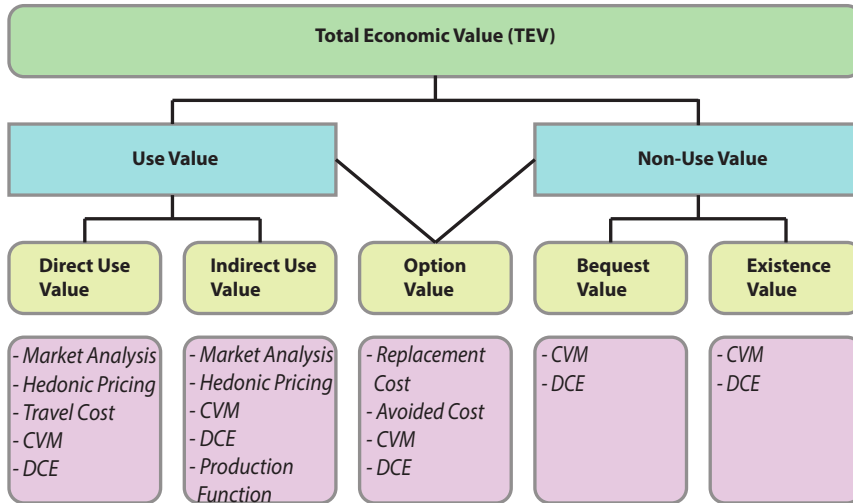 Total Economic Value (TEV)
Use Value
Non-Use Value
Direct Use
Value
Indirect Use
Value
Option
Value
Bequest
Value
Existence
Value
- Market Analysis
- Hedonic Pricing
- Travel Cost
- CVM
- DCE
- Market Analysis
- Hedonic Pricing
- CVM
- DCE
- Production
Function
- Replacement
Cost
- Avoided Cost
- CVM
- DCE
- CVM
- DCE
- CVM
- DCE